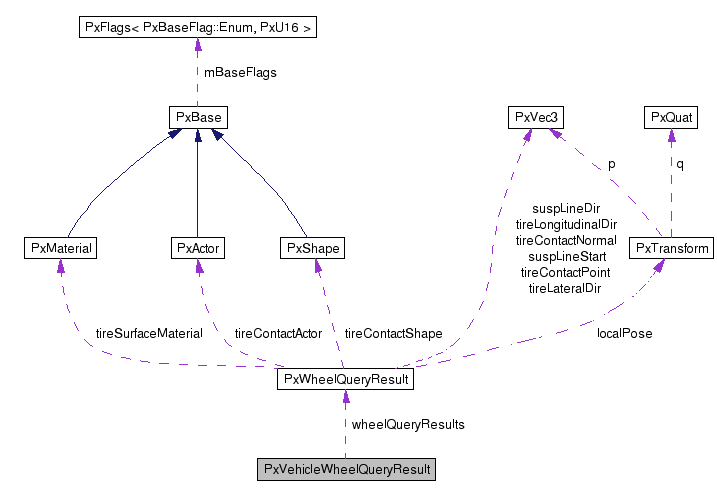 PxFlags< PxBaseFlag::Enum, PxU16 >
mBaseFlags
PxBase
PxVec3
PxQuat
p
q
suspLineDir
tireLongitudinalDir
tireContactNormal
suspLineStart
tireContactPoint
tireLateralDir
PxMaterial
PxActor
PxShape
PxTransform
tireSurfaceMaterial
tireContactActor
tireContactShape
localPose
PxWheelQueryResult
wheelQueryResults
PxVehicleWheelQueryResult